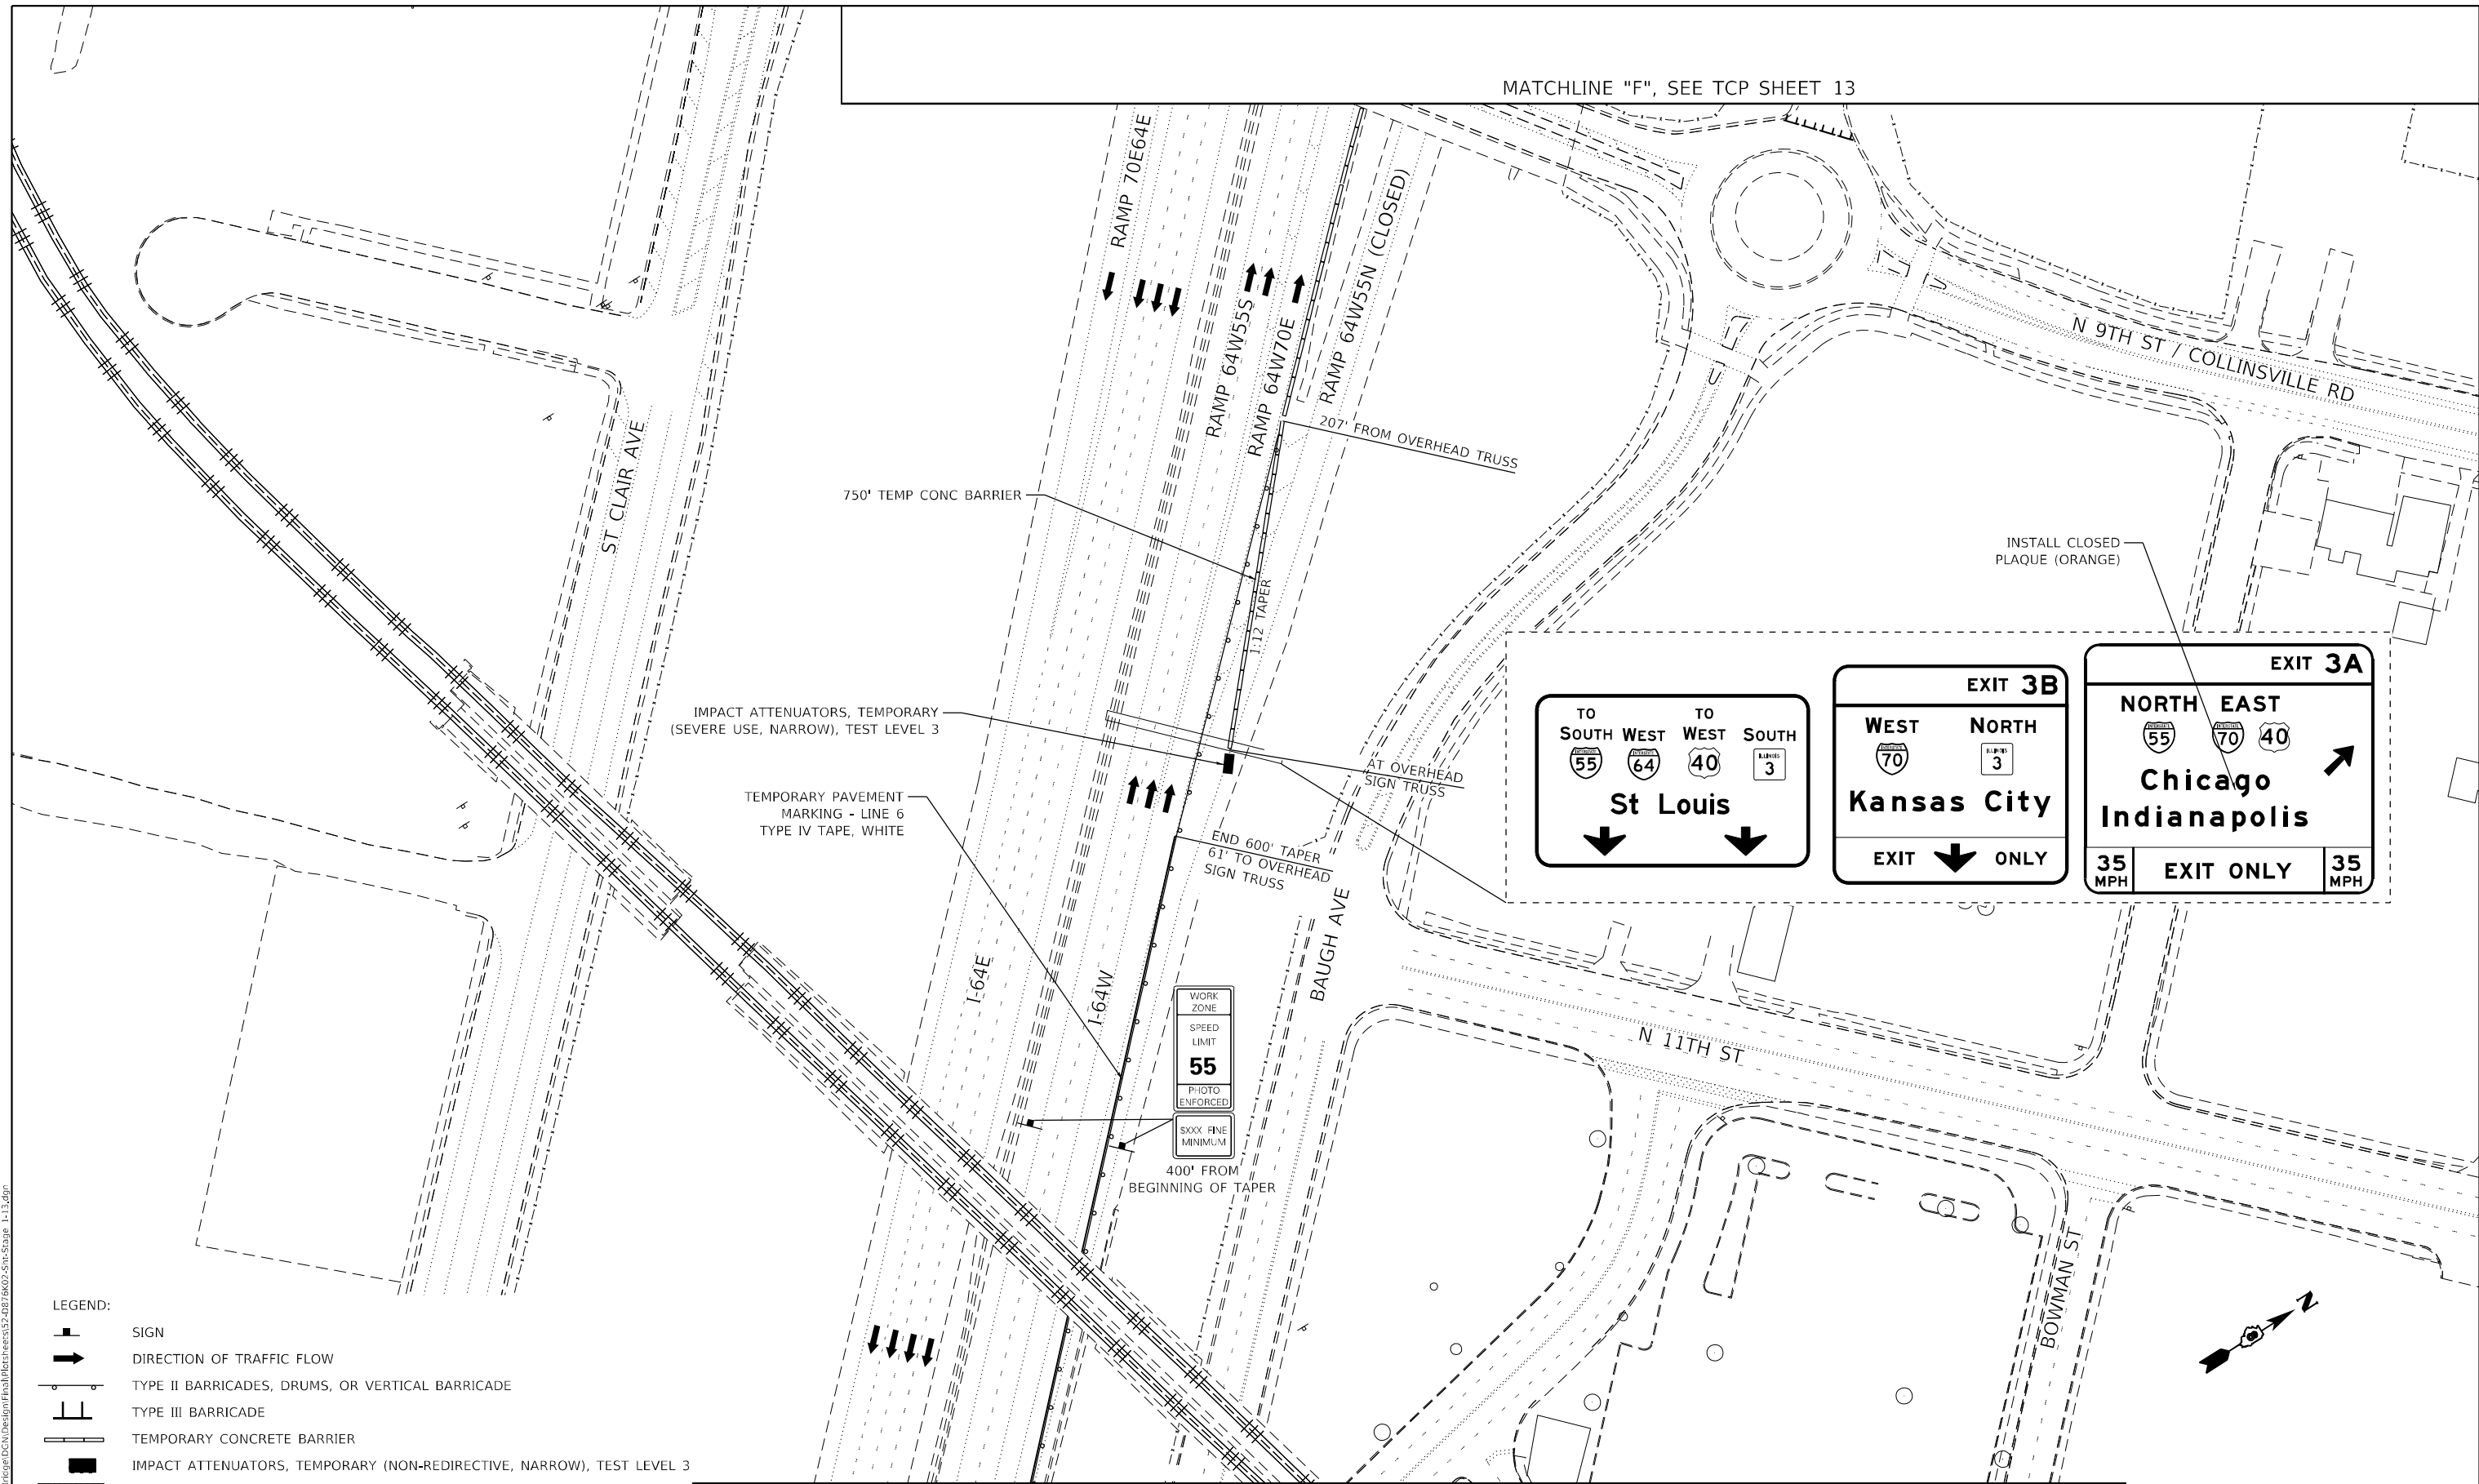 MATCHLINE "F", SEE TCP SHEET 13
RAMP 70E64E
RAMP 64W55S
RAMP 64W70E
RAMP 64W55N (CLOSED)
N 9TH ST / COLLINSVILLE RD
207' FROM OVERHEAD TRUSS
ST CLAIR AVE
750' TEMP CONC BARRIER
1:12 TAPER
INSTALL CLOSED
PLAQUE (ORANGE)
IMPACT ATTENUATORS, TEMPORARY
(SEVERE USE, NARROW), TEST LEVEL 3
AT OVERHEAD
SIGN TRUSS
TEMPORARY PAVEMENT
MARKING - LINE 6
TYPE IV TAPE, WHITE
END 600' TAPER
61' TO OVERHEAD
SIGN TRUSS
TO TO
SOUTH WEST WEST SOUTH
INTERSTATE 55 INTERSTATE 64 40 ILLINOIS 3
St Louis
EXIT 3B
WEST NORTH
INTERSTATE 70 ILLINOIS 3
Kansas City
EXIT ONLY
EXIT 3A
NORTH EAST
INTERSTATE 55 INTERSTATE 70 40
Chicago
Indianapolis
35 MPH EXIT ONLY 35 MPH
I-64E
I-64W
BAUGH AVE
N 11TH ST
BOWMAN ST
WORK
ZONE
SPEED
LIMIT
55
PHOTO
ENFORCED
$XXX FINE
MINIMUM
400' FROM
BEGINNING OF TAPER
N
LEGEND:
SIGN
DIRECTION OF TRAFFIC FLOW
TYPE II BARRICADES, DRUMS, OR VERTICAL BARRICADE
TYPE III BARRICADE
TEMPORARY CONCRETE BARRIER
IMPACT ATTENUATORS, TEMPORARY (NON-REDIRECTIVE, NARROW), TEST LEVEL 3